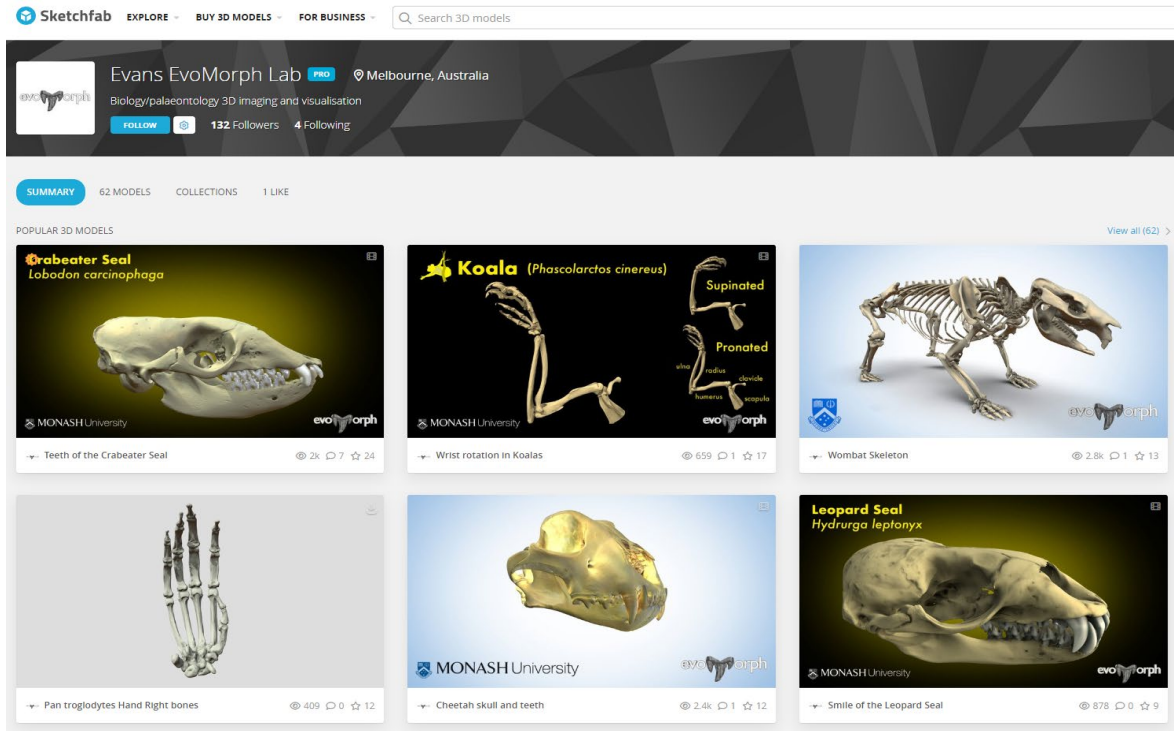 Sketchfab EXPLORE BUY 3D MODELS FOR BUSINESS Search 3D models
evomorph
Evans EvoMorph Lab PRO Melbourne, Australia
Biology/palaeontology 3D imaging and visualisation
FOLLOW 132 Followers 4 Following
SUMMARY 62 MODELS COLLECTIONS 1 LIKE
POPULAR 3D MODELS View all (62) >
Crabeater Seal
Lobodon carcinophaga
MONASH University evomorph
Teeth of the Crabeater Seal 2k 7 24
Koala (Phascolarctos cinereus)
Supinated
Pronated
ulna radius clavicle
humerus scapula
MONASH University evomorph
Wrist rotation in Koalas 659 1 17
evomorph
Wombat Skeleton 2.8k 1 13
Pan troglodytes Hand Right bones 409 0 12
MONASH University evomorph
Cheetah skull and teeth 2.4k 1 12
Leopard Seal
Hydrurga leptonyx
MONASH University evomorph
Smile of the Leopard Seal 878 0 9